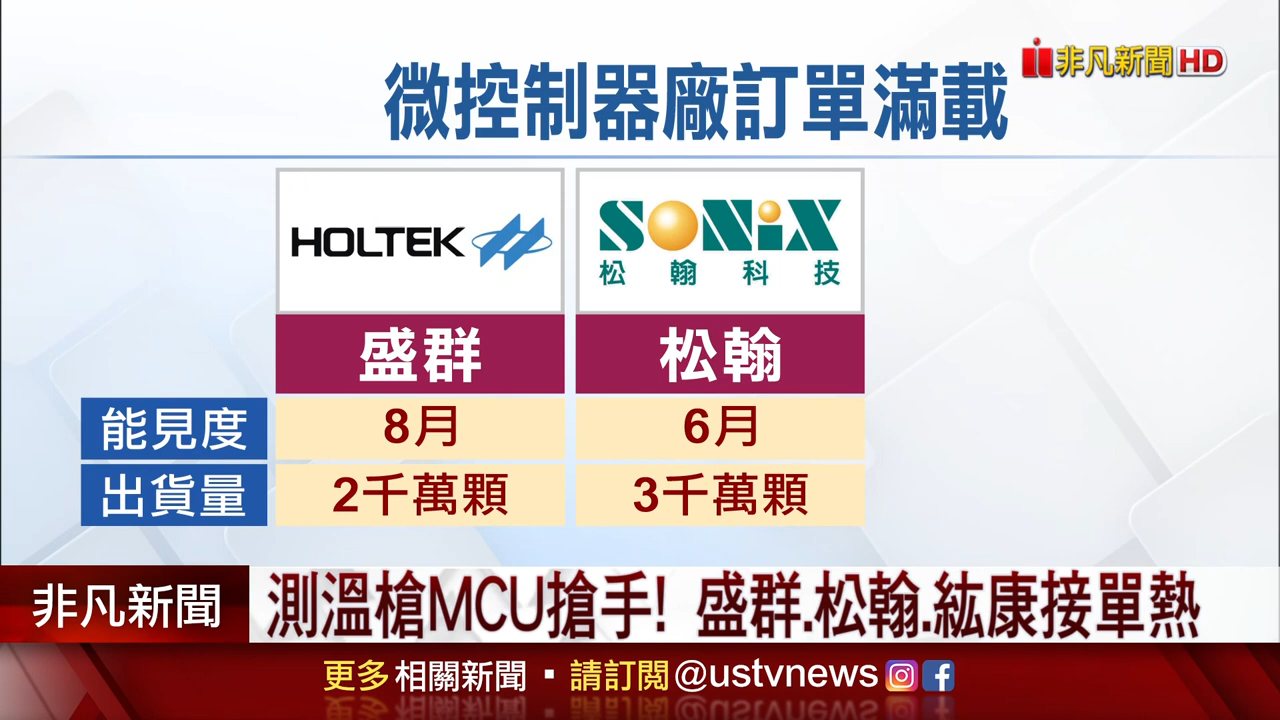 非凡新聞HD
微控制器廠訂單滿載
HOLTEK
SONiX
松翰科技
盛群 松翰
能見度 8月 6月
出貨量 2千萬顆 3千萬顆
非凡新聞
測溫槍MCU搶手! 盛群.松翰.紘康接單熱
更多相關新聞·請訂閱@ustvnews